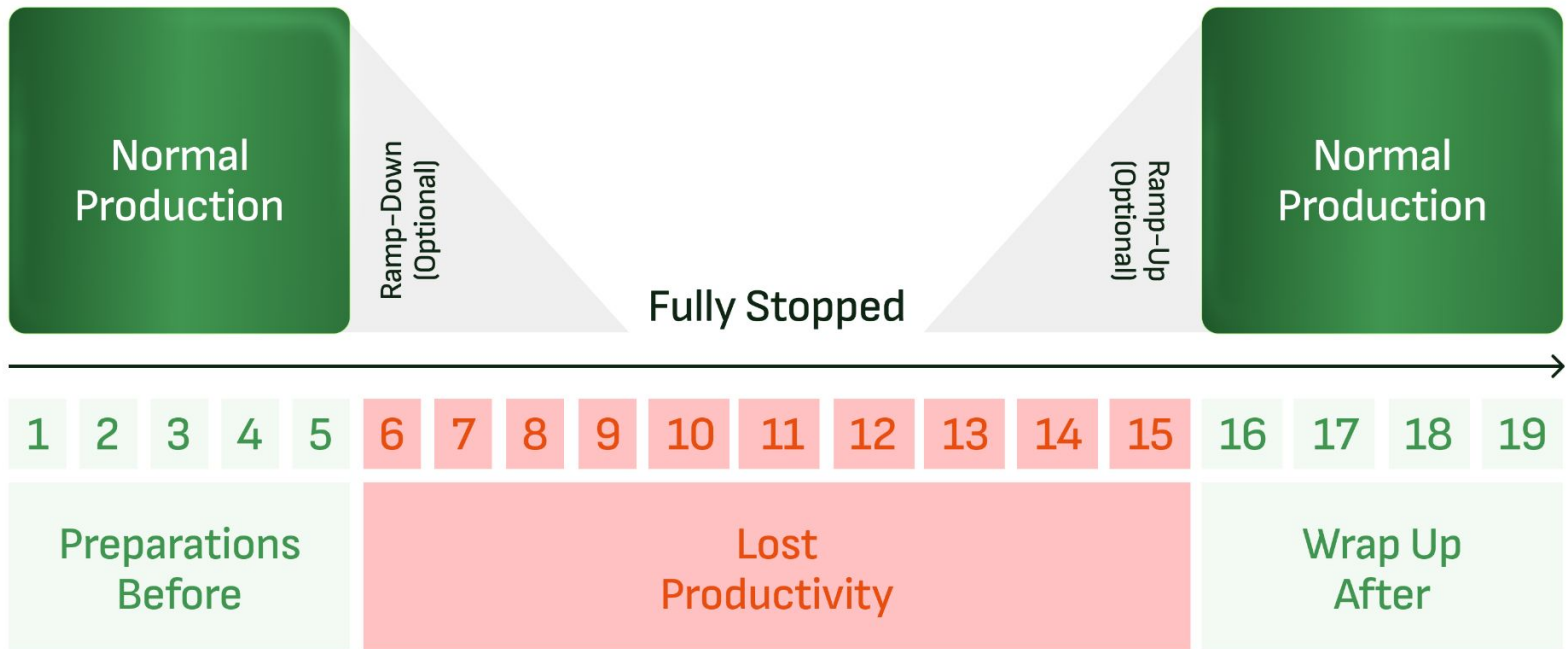 Normal
Production
Ramp-Down
(Optional)
Fully Stopped
Ramp-Up
(Optional)
Normal
Production
1 2 3 4 5 6 7 8 9 10 11 12 13 14 15 16 17 18 19
Preparations
Before
Lost
Productivity
Wrap Up
After